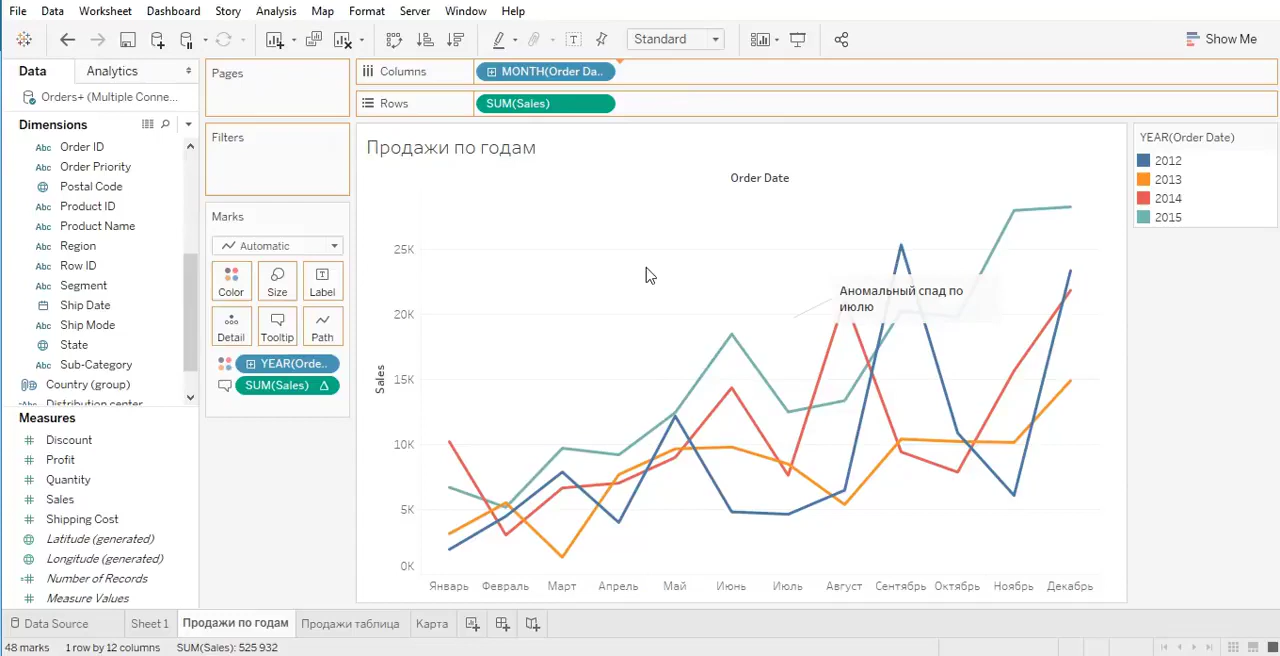 File Data Worksheet Dashboard Story Analysis Map Format Server Window Help
Standard
Show Me
Data
Analytics
Orders+ (Multiple Conne...
Dimensions
Order ID
Order Priority
Postal Code
Product ID
Product Name
Region
Row ID
Segment
Ship Date
Ship Mode
State
Sub-Category
Country (group)
Distribution center
Measures
Discount
Profit
Quantity
Sales
Shipping Cost
Latitude (generated)
Longitude (generated)
Number of Records
Measure Values
Pages
Filters
Marks
Automatic
Color Size Label
Detail Tooltip Path
YEAR(Orde..
SUM(Sales) Δ
Columns MONTH(Order Da..
Rows SUM(Sales)
Продажи по годам
Order Date
Sales
25K
20K
15K
10K
5K
0K
Аномальный спад по
июлю
Январь Февраль Март Апрель Май Июнь Июль Август Сентябрь Октябрь Ноябрь Декабрь
YEAR(Order Date)
2012
2013
2014
2015
Data Source Sheet 1 Продажи по годам Продажи таблица Карта
48 marks 1 row by 12 columns SUM(Sales): 525 932